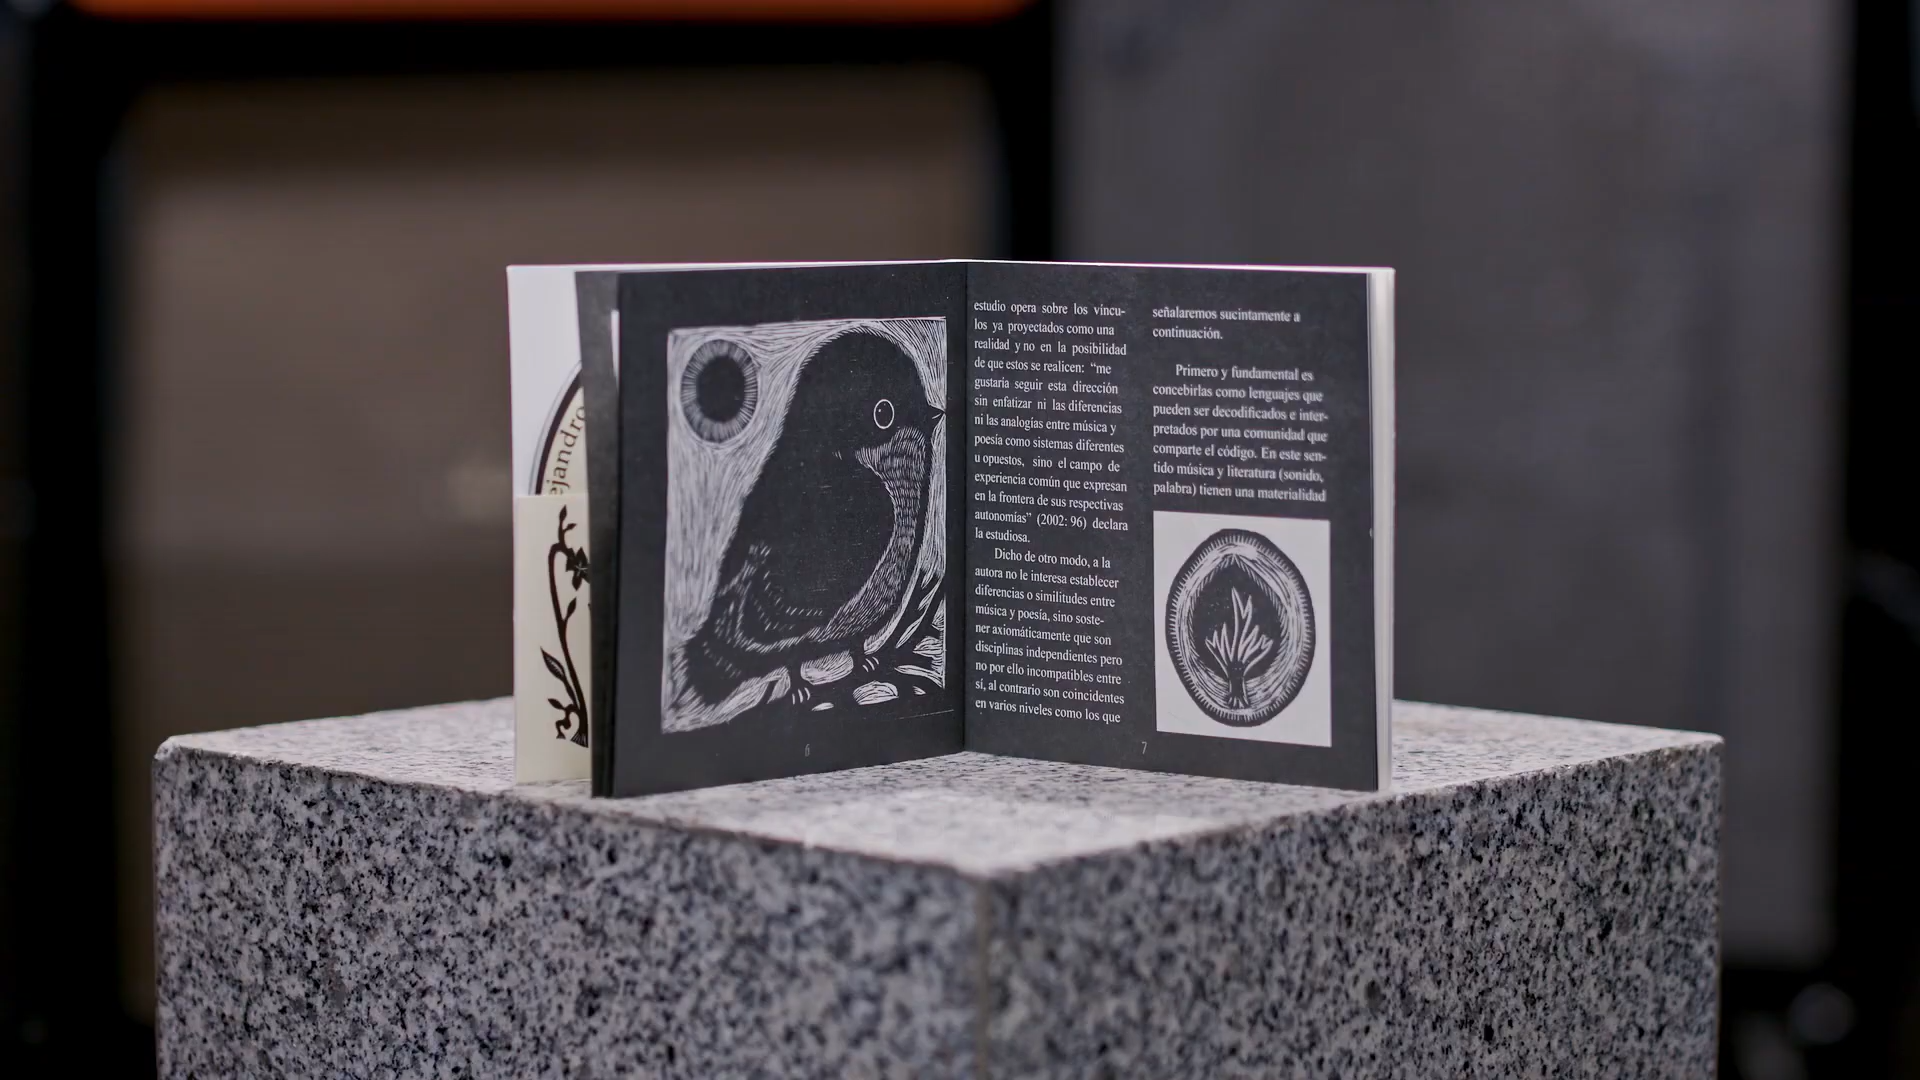 ejandro
estudio opera sobre los víncu-
los ya proyectados como una
realidad y no en la posibilidad
de que estos se realicen: “me
gustaría seguir esta dirección
sin enfatizar ni las diferencias
ni las analogías entre música y
poesía como sistemas diferentes
u opuestos, sino el campo de
experiencia común que expresan
en la frontera de sus respectivas
autonomías” (2002: 96) declara
la estudiosa.
Dicho de otro modo, a la
autora no le interesa establecer
diferencias o similitudes entre
música y poesía, sino soste-
ner axiomáticamente que son
disciplinas independientes pero
no por ello incompatibles entre
sí, al contrario son coincidentes
en varios niveles como los que
señalaremos sucintamente a
continuación.
Primero y fundamental es
concebirlas como lenguajes que
pueden ser decodificados e inter-
pretados por una comunidad que
comparte el código. En este sen-
tido música y literatura (sonido,
palabra) tienen una materialidad
6
7